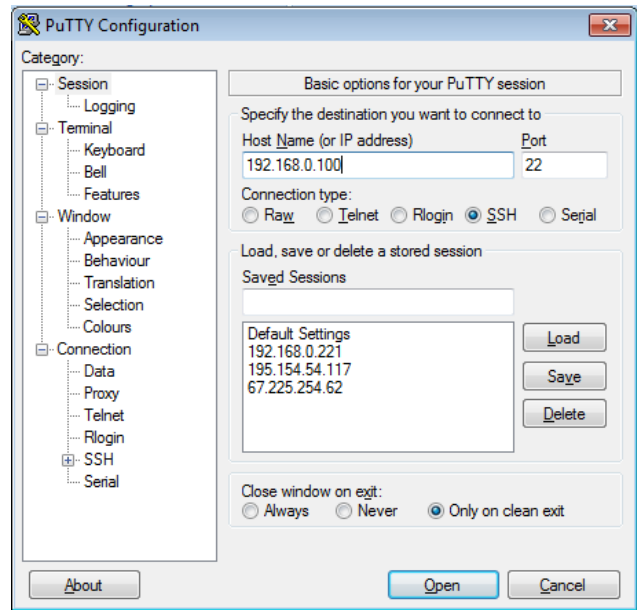 PuTTY Configuration
Category:
Session
Logging
Terminal
Keyboard
Bell
Features
Window
Appearance
Behaviour
Translation
Selection
Colours
Connection
Data
Proxy
Telnet
Rlogin
SSH
Serial
Basic options for your PuTTY session
Specify the destination you want to connect to
Host Name (or IP address) Port
192.168.0.100 22
Connection type:
Raw Telnet Rlogin SSH Serial
Load, save or delete a stored session
Saved Sessions
Default Settings
192.168.0.221
195.154.54.117
67.225.254.62
Load
Save
Delete
Close window on exit:
Always Never Only on clean exit
About Open Cancel